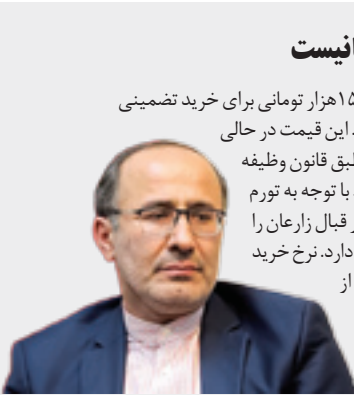 انیست
۱۵هزار تومانی برای خرید تضمینی
. این قیمت در حالی
طبق قانون وظیفه
با توجه به تورم
ر قبال زارعان را
دارد. نرخ خرید
از